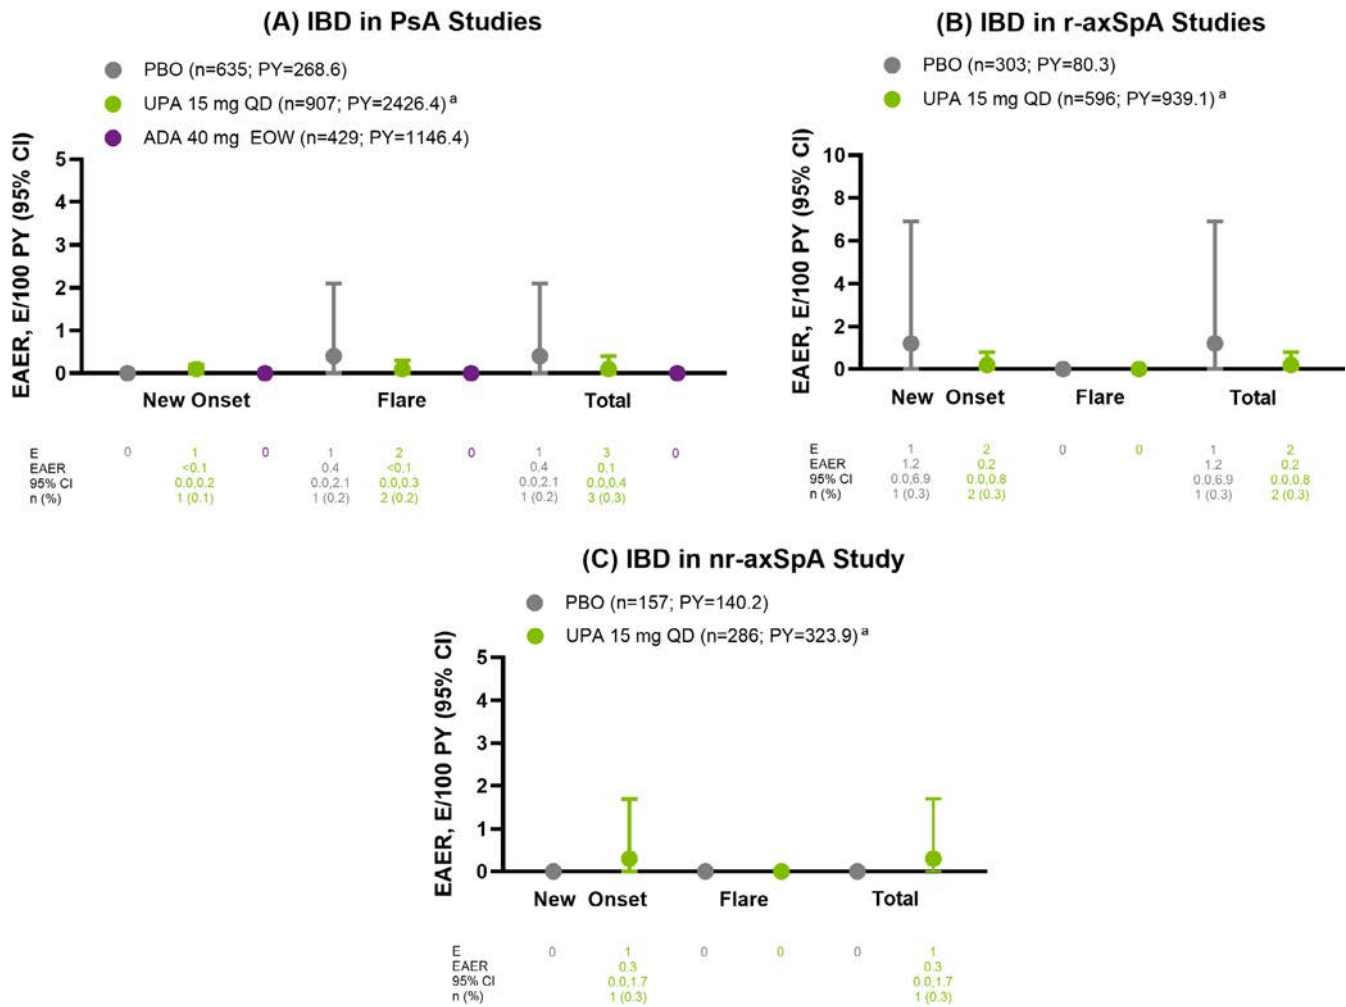 (A) IBD in PsA Studies
PBO (n=635; PY=268.6)
UPA 15 mg QD (n=907; PY=2426.4) a
ADA 40 mg EOW (n=429; PY=1146.4)
EAER, E/100 PY (95% CI)
5
4
3
2
1
0
New Onset Flare Total
E 0 1 0 1 2 0 1 3 0
EAER <0.1 0.4 <0.1 0.4 0.1
95% CI 0.0,0.2 0.0,2.1 0.0,0.3 0.0,2.1 0.0,0.4
n (%) 1 (0.1) 1 (0.2) 2 (0.2) 1 (0.2) 3 (0.3)
(B) IBD in r-axSpA Studies
PBO (n=303; PY=80.3)
UPA 15 mg QD (n=596; PY=939.1) a
EAER, E/100 PY (95% CI)
10
8
6
4
2
0
New Onset Flare Total
E 1 2 0 0 1 2
EAER 1.2 0.2 1.2 0.2
95% CI 0.0,6.9 0.0,0.8 0.0,6.9 0.0,0.8
n (%) 1 (0.3) 2 (0.3) 1 (0.3) 2 (0.3)
(C) IBD in nr-axSpA Study
PBO (n=157; PY=140.2)
UPA 15 mg QD (n=286; PY=323.9) a
EAER, E/100 PY (95% CI)
5
4
3
2
1
0
New Onset Flare Total
E 0 1 0 0 0 1
EAER 0.3 0.3
95% CI 0.0,1.7 0.0,1.7
n (%) 1 (0.3) 1 (0.3)